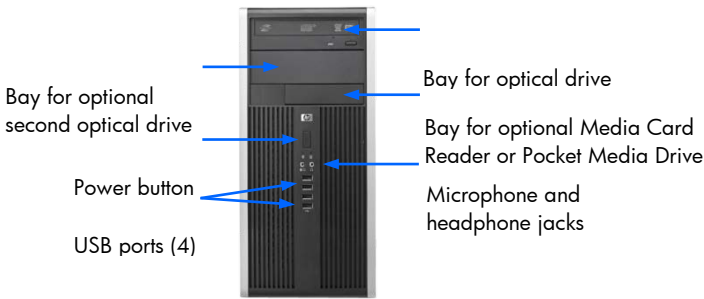 Bay for optical drive
Bay for optional
second optical drive
Bay for optional Media Card
Reader or Pocket Media Drive
Power button
Microphone and
headphone jacks
USB ports (4)
hp